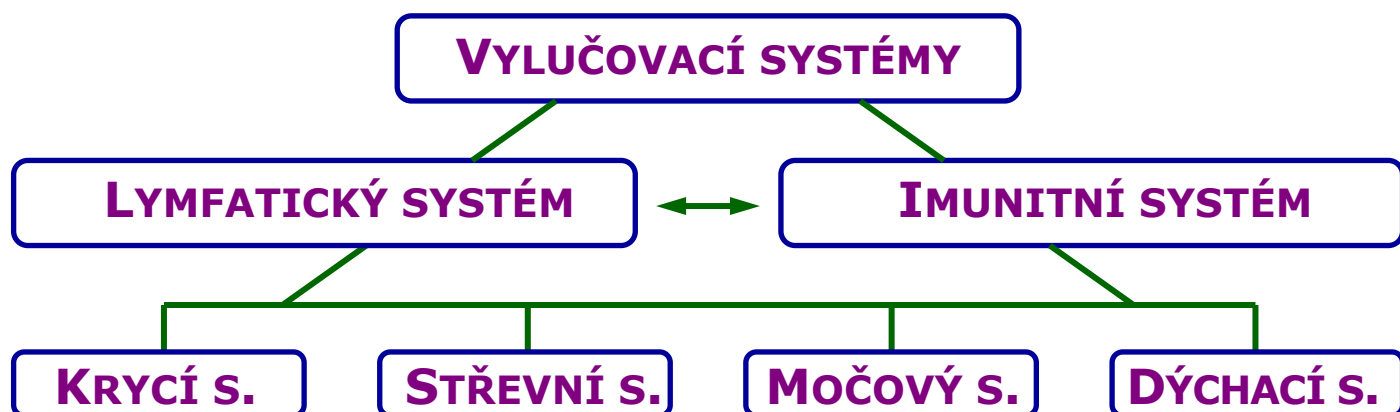 VYLUČOVACÍ SYSTÉMY
LYMFATICKÝ SYSTÉM IMUNITNÍ SYSTÉM
KRYCÍ S. STŘEVNÍ S. MOČOVÝ S. DÝCHACÍ S.